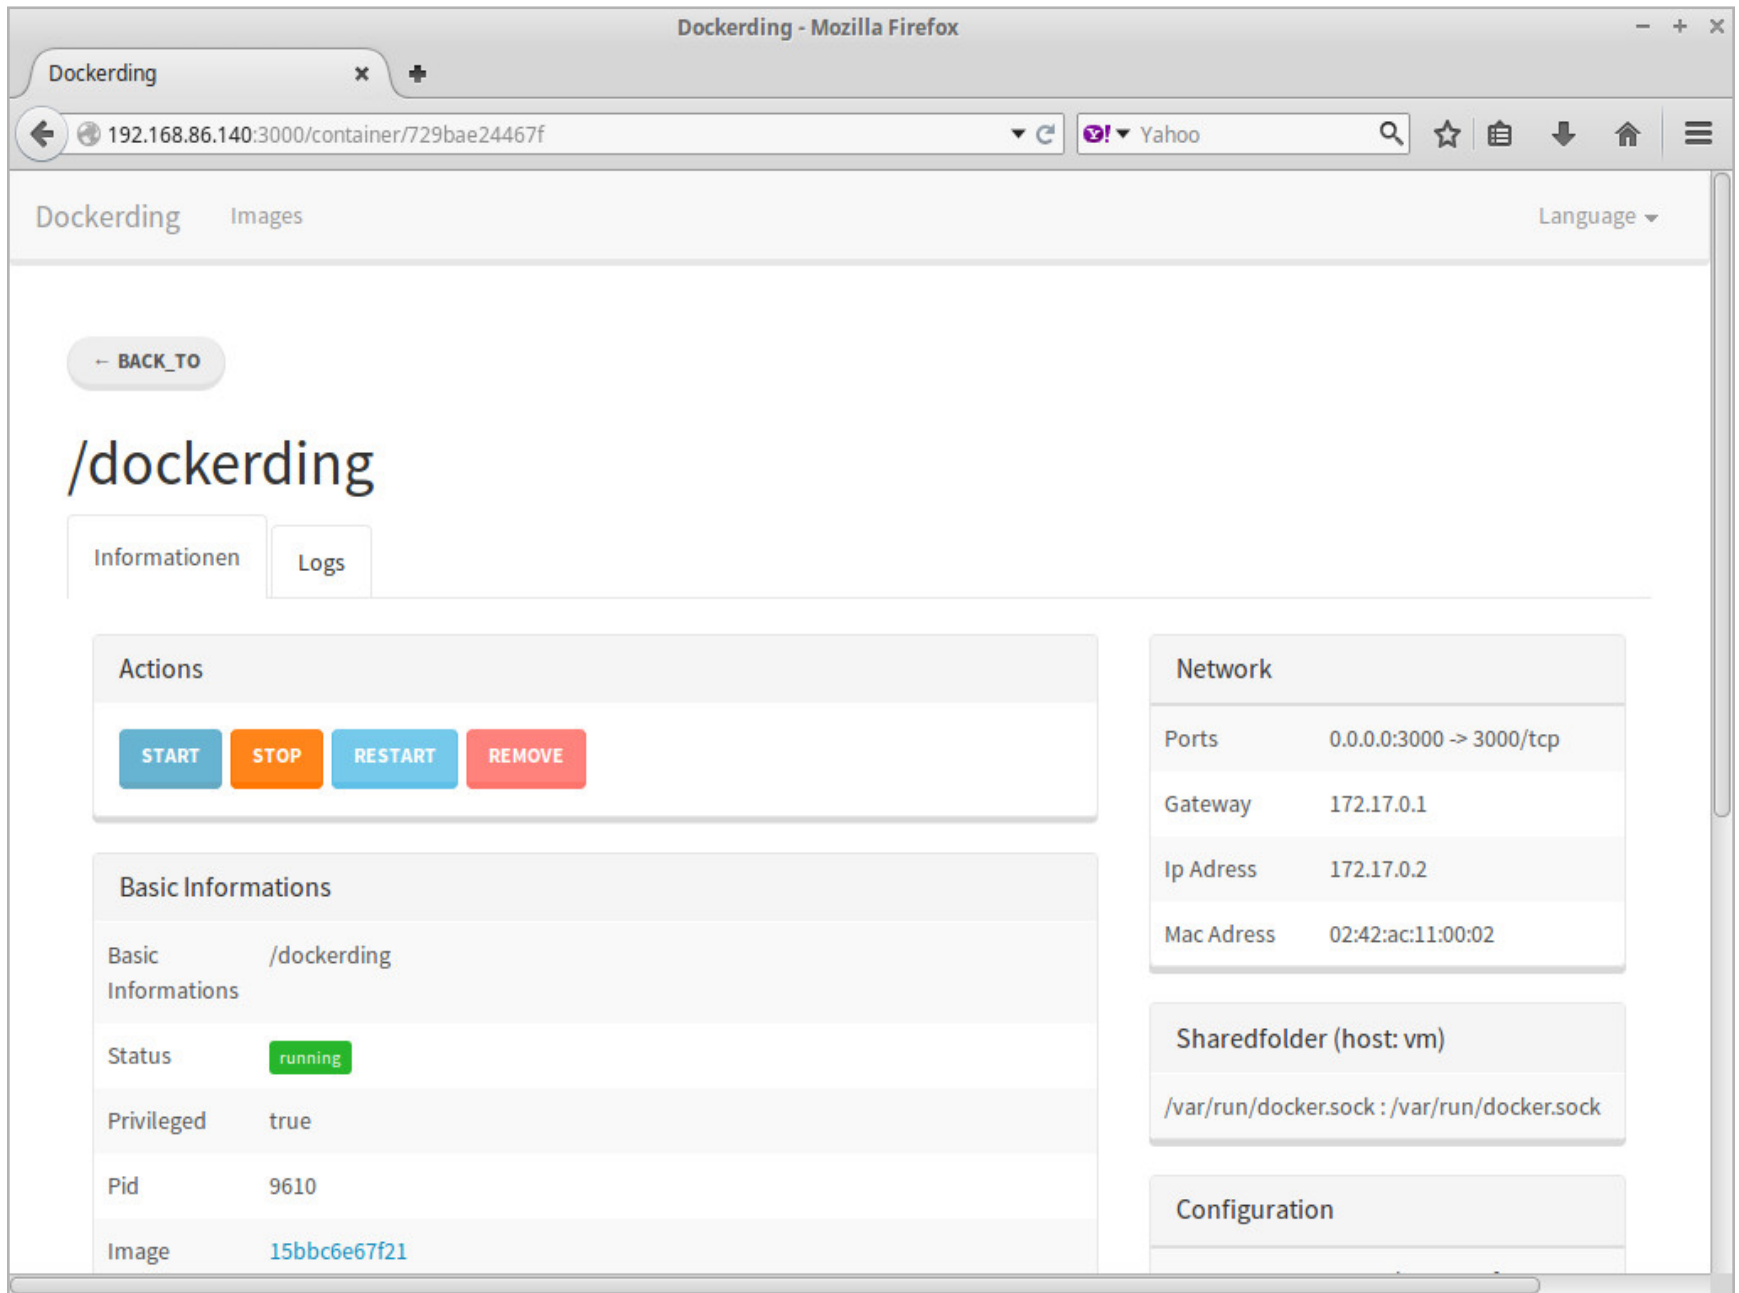 Dockerding - Mozilla Firefox
Dockerding
192.168.86.140:3000/container/729bae24467f
Yahoo
Dockerding Images Language
← BACK_TO
/dockerding
Informationen Logs
Actions
START STOP RESTART REMOVE
Basic Informations
Basic Informations /dockerding
Status running
Privileged true
Pid 9610
Image 15bbc6e67f21
Network
Ports 0.0.0.0:3000 -> 3000/tcp
Gateway 172.17.0.1
Ip Adress 172.17.0.2
Mac Adress 02:42:ac:11:00:02
Sharedfolder (host: vm)
/var/run/docker.sock : /var/run/docker.sock
Configuration